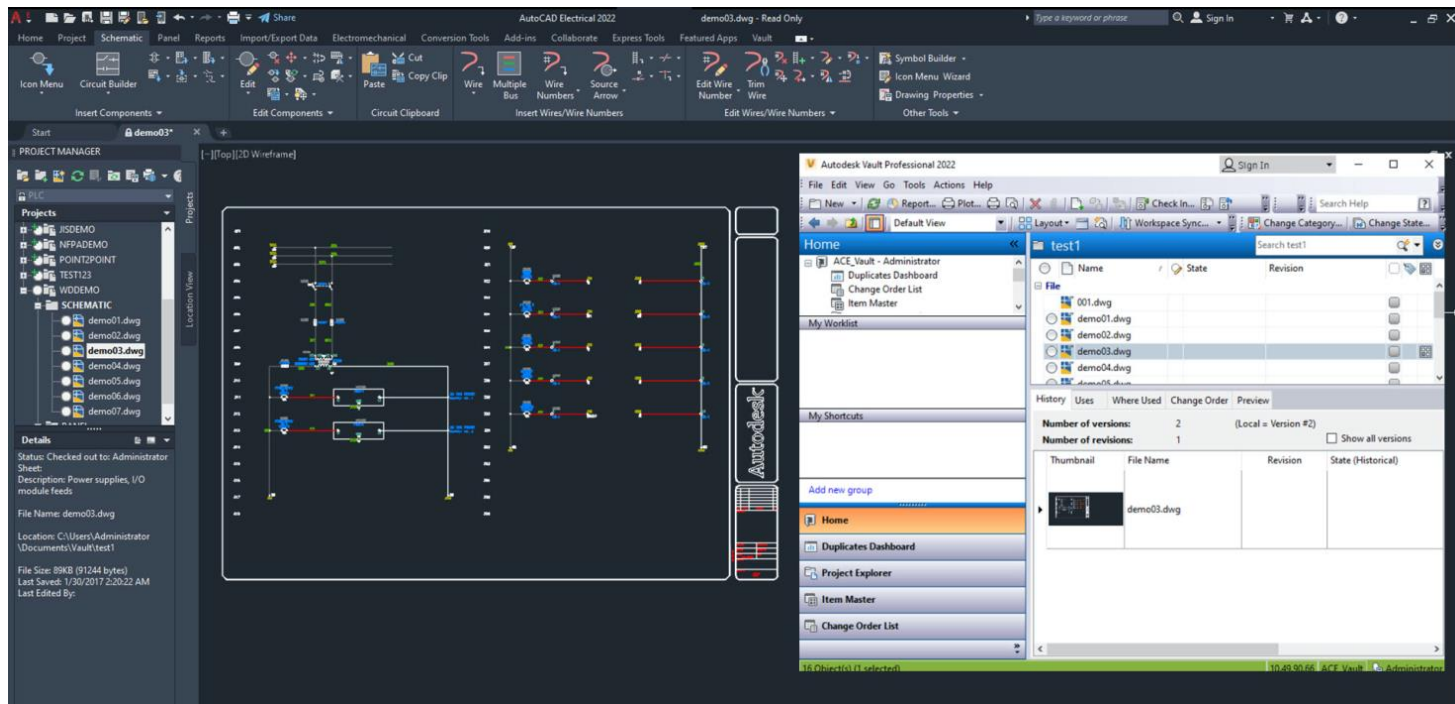 Share
AutoCAD Electrical 2022
demo03.dwg - Read Only
Type a keyword or phrase
Sign In
Home Project Schematic Panel Reports Import/Export Data Electromechanical Conversion Tools Add-ins Collaborate Express Tools Featured Apps Vault
Icon Menu
Circuit Builder
Edit
Paste
Cut
Copy Clip
Wire
Multiple Bus
Wire Numbers
Source Arrow
Edit Wire Number
Trim Wire
Symbol Builder
Icon Menu Wizard
Drawing Properties
Insert Components
Edit Components
Circuit Clipboard
Insert Wires/Wire Numbers
Edit Wires/Wire Numbers
Other Tools
Start
demo03*
PROJECT MANAGER
PLC
Projects
JISDEMO
NFPADEMO
POINT2POINT
TEST123
WDDEMO
SCHEMATIC
demo01.dwg
demo02.dwg
demo03.dwg
demo04.dwg
demo05.dwg
demo06.dwg
demo07.dwg
Details
Status: Checked out to: Administrator
Sheet:
Description: Power supplies, I/O
module feeds
File Name: demo03.dwg
Location: C:\Users\Administrator
\Documents\Vault\test1
File Size: 89KB (91244 bytes)
Last Saved: 1/30/2017 2:20:22 AM
Last Edited By:
Projects
Location View
[-][Top][2D Wireframe]
Autodesk
Autodesk Vault Professional 2022
Sign In
File Edit View Go Tools Actions Help
New
Report...
Plot...
Check In...
Search Help
Default View
Layout
Workspace Sync...
Change Category...
Change State...
Home
ACE_Vault - Administrator
Duplicates Dashboard
Change Order List
Item Master
My Worklist
My Shortcuts
Add new group
Home
Duplicates Dashboard
Project Explorer
Item Master
Change Order List
test1
Search test1
Name
State
Revision
File
001.dwg
demo01.dwg
demo02.dwg
demo03.dwg
demo04.dwg
demo05.dwg
History Uses Where Used Change Order Preview
Number of versions: 2 (Local = Version #2)
Number of revisions: 1
Show all versions
Thumbnail
File Name
Revision
State (Historical)
demo03.dwg
16 Object(s) (1 selected)
10.49.90.66
ACE_Vault
Administrator